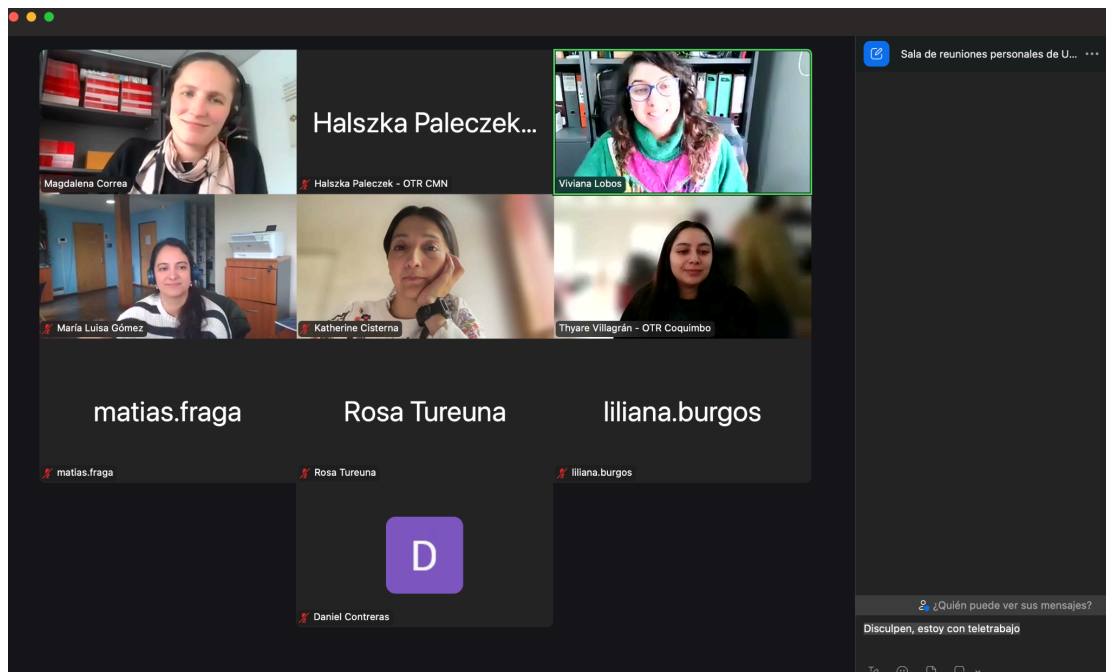 Sala de reuniones personales de U... 
Halszka Paleczek...
Magdalena Correa
Halszka Paleczek - OTR CMN
Viviana Lobos
María Luisa Gómez
Katherine Cisterna
Thyare Villagrán - OTR Coquimbo
matias.fraga
Rosa Tureuna
liliana.burgos
matias.fraga
Rosa Tureuna
liliana.burgos
D
Daniel Contreras
¿Quién puede ver sus mensajes?
Disculpen, estoy con teletrabajo